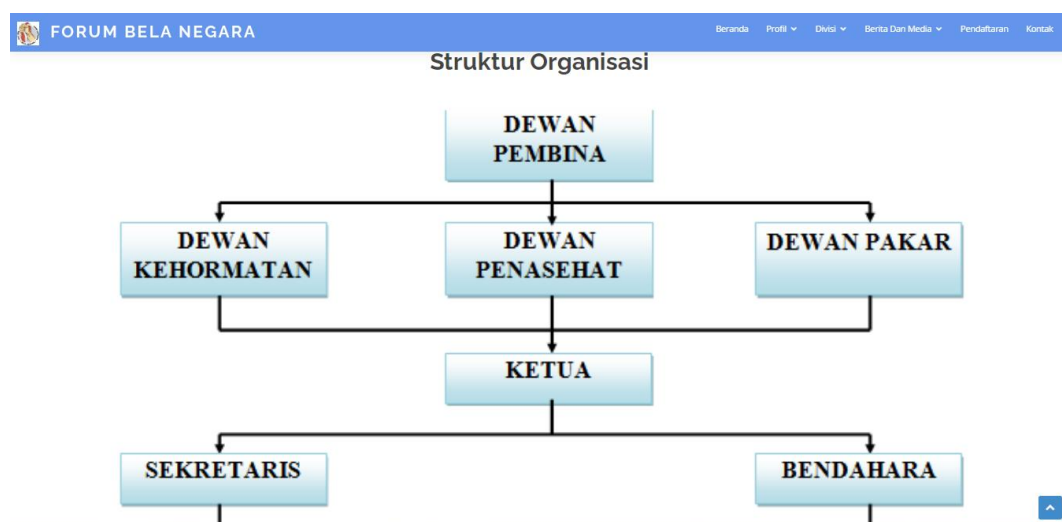 FORUM BELA NEGARA
Beranda Profil Divisi Berita Dan Media Pendaftaran Kontak
Struktur Organisasi
DEWAN
PEMBINA
DEWAN
KEHORMATAN
DEWAN
PENASEHAT
DEWAN PAKAR
KETUA
SEKRETARIS
BENDAHARA